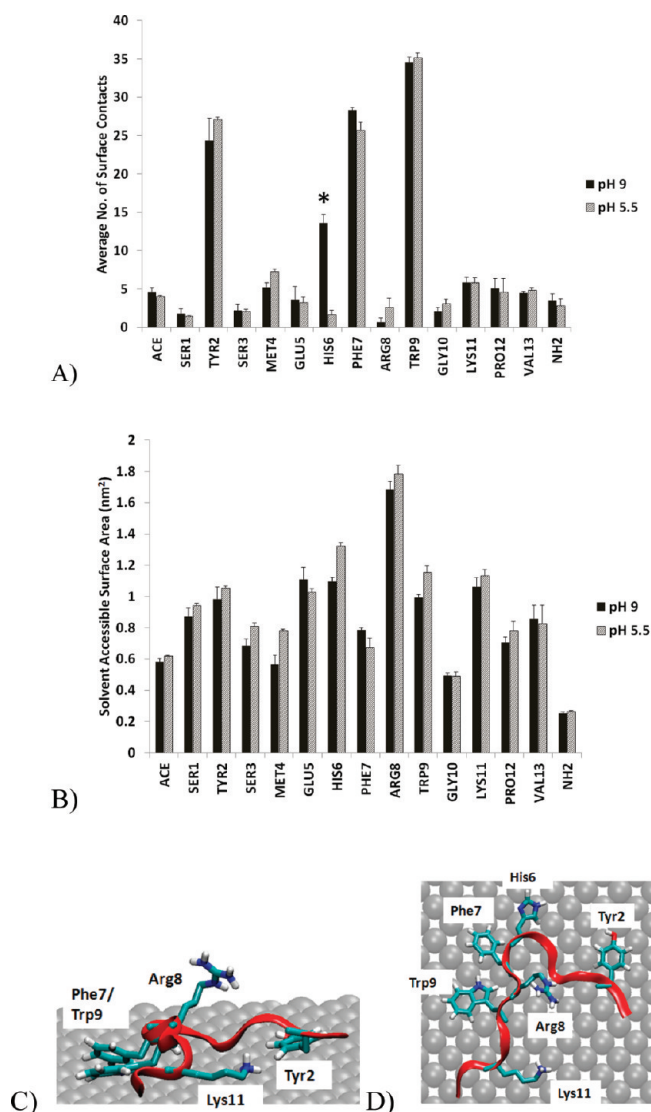 40
35
30
25
20
15
10
5
0
Average No. of Surface Contacts
*
pH 9
pH 5.5
ACE
SER1
TYR2
SER3
MET4
GLU5
HIS6
PHE7
ARG8
TRP9
GLY10
LYS11
PRO12
VAL13
NH2
A)
2
1.8
1.6
1.4
1.2
1
0.8
0.6
0.4
0.2
0
Solvent Accessible Surface Area (nm²)
pH 9
pH 5.5
ACE
SER1
TYR2
SER3
MET4
GLU5
HIS6
PHE7
ARG8
TRP9
GLY10
LYS11
PRO12
VAL13
NH2
B)
Arg8
Phe7/
Trp9
Lys11
Tyr2
C)
His6
Phe7
Tyr2
Trp9
Arg8
Lys11
D)